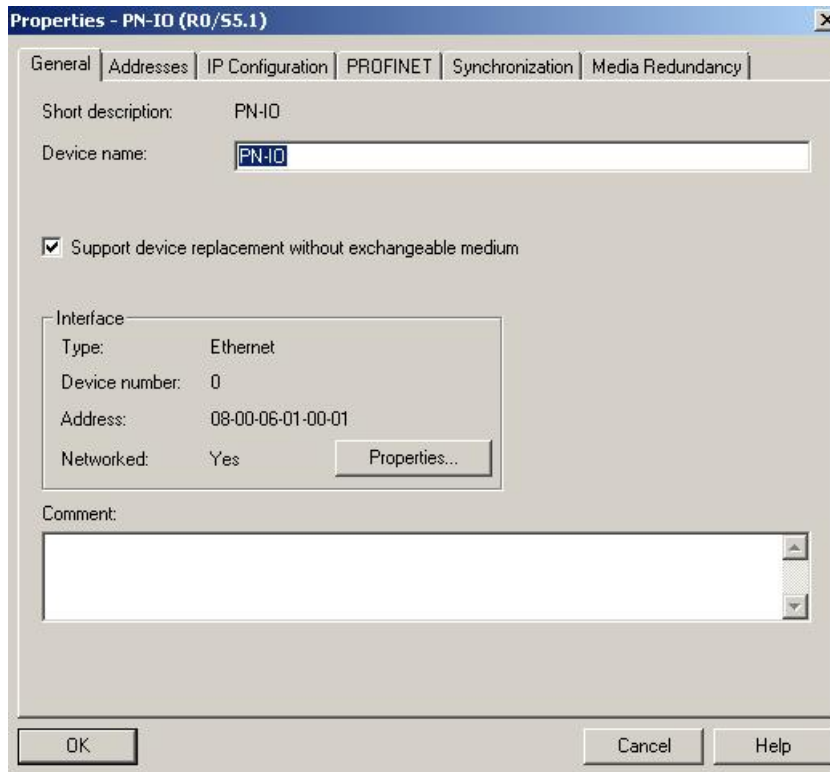 Properties - PN-IO (R0/S5.1)
General Addresses IP Configuration PROFINET Synchronization Media Redundancy
Short description: PN-IO
Device name: PN-IO
Support device replacement without exchangeable medium
Interface
Type: Ethernet
Device number: 0
Address: 08-00-06-01-00-01
Networked: Yes Properties...
Comment:
OK Cancel Help